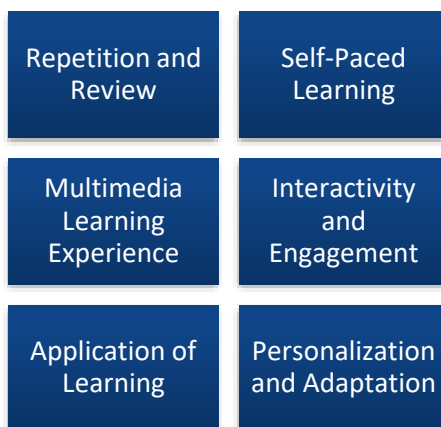 Repetition and
Review
Self-Paced
Learning
Multimedia
Learning
Experience
Interactivity
and
Engagement
Application of
Learning
Personalization
and Adaptation